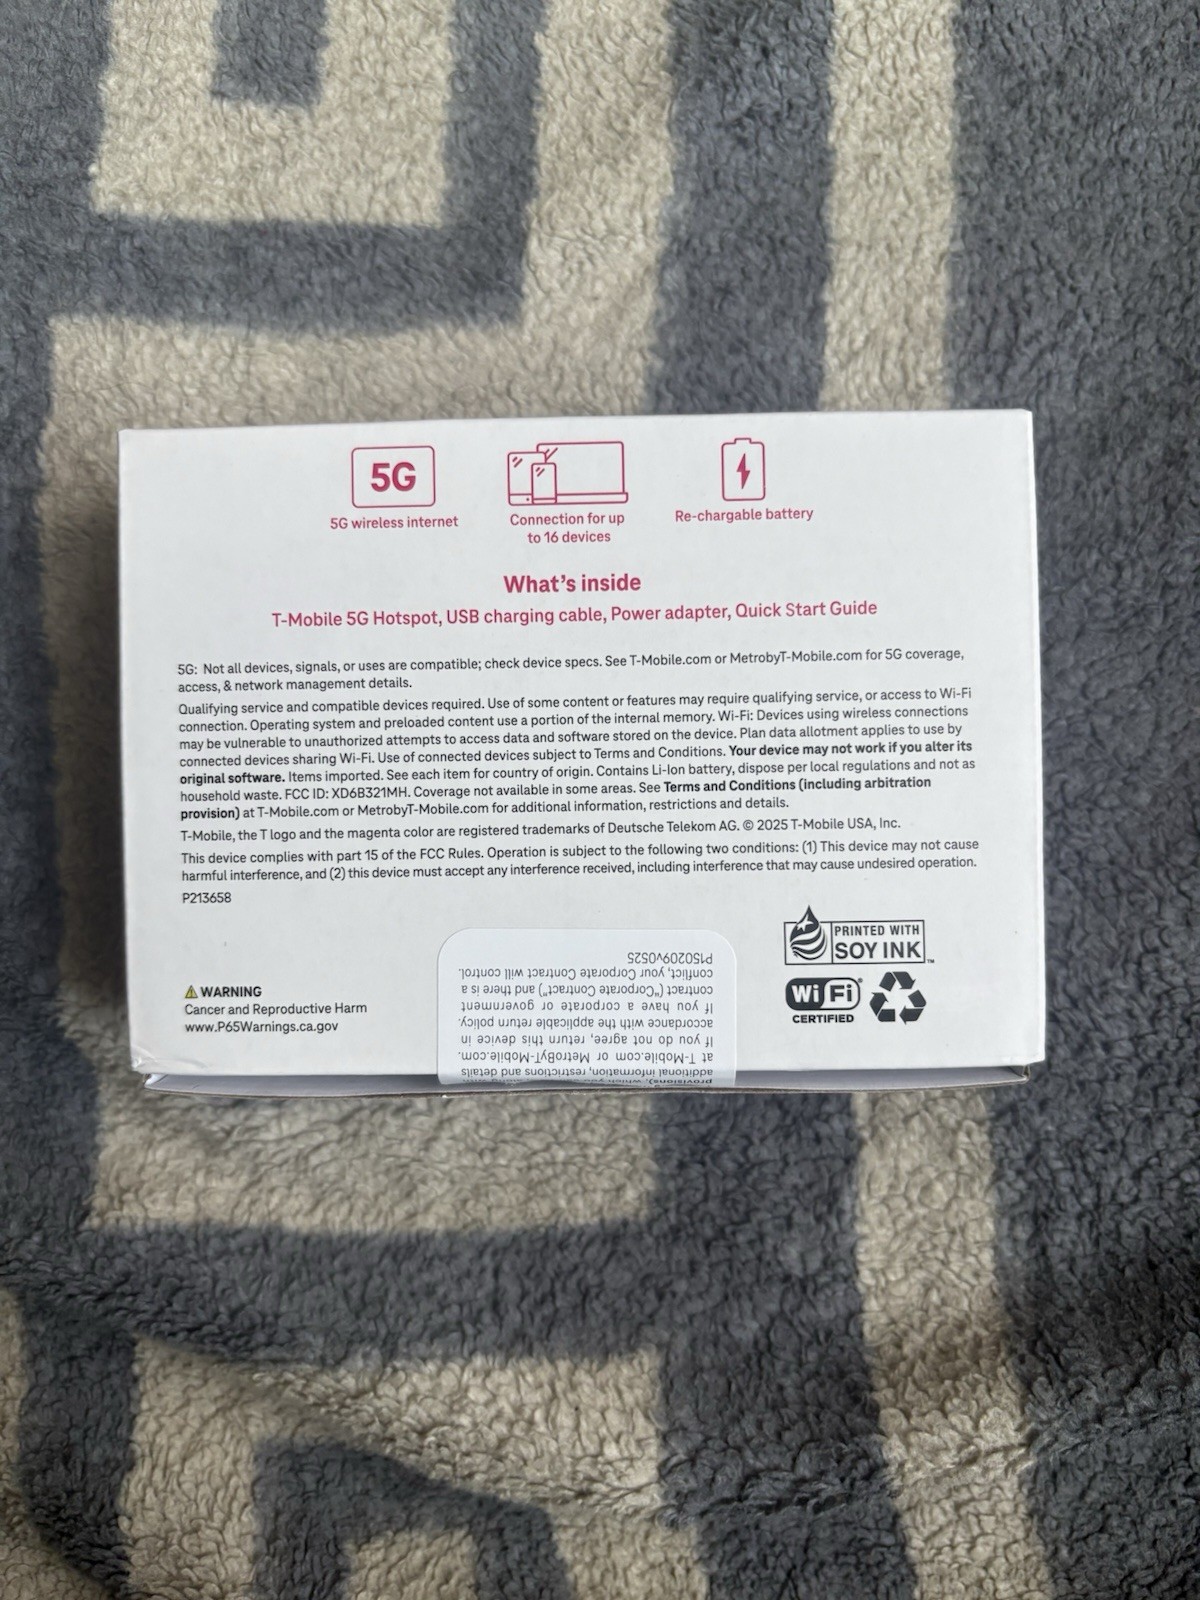 5G
5G wireless internet
Connection for up
to 16 devices
Re-chargable battery
What's inside
T-Mobile 5G Hotspot, USB charging cable, Power adapter, Quick Start Guide
5G: Not all devices, signals, or uses are compatible; check device specs. See T-Mobile.com or MetrobyT-Mobile.com for 5G coverage,
access, & network management details.
Qualifying service and compatible devices required. Use of some content or features may require qualifying service, or access to Wi-Fi
connection. Operating system and preloaded content use a portion of the internal memory. Wi-Fi: Devices using wireless connections
may be vulnerable to unauthorized attempts to access data and software stored on the device. Plan data allotment applies to use by
connected devices sharing Wi-Fi. Use of connected devices subject to Terms and Conditions. Your device may not work if you alter its
original software. Items imported. See each item for country of origin. Contains Li-Ion battery, dispose per local regulations and not as
household waste. FCC ID: XD6B321MH. Coverage not available in some areas. See Terms and Conditions (including arbitration
provision) at T-Mobile.com or MetrobyT-Mobile.com for additional information, restrictions and details.
T-Mobile, the T logo and the magenta color are registered trademarks of Deutsche Telekom AG. © 2025 T-Mobile USA, Inc.
This device complies with part 15 of the FCC Rules. Operation is subject to the following two conditions: (1) This device may not cause
harmful interference, and (2) this device must accept any interference received, including interference that may cause undesired operation.
P213658
⚠ WARNING
Cancer and Reproductive Harm
www.P65Warnings.ca.gov
provisions), which you
additional information, restrictions and details
at T-Mobile.com or MetroByT-Mobile.com.
If you do not agree, return this device in
accordance with the applicable return policy.
If you have a corporate or government
contract ("Corporate Contract") and there is a
conflict, your Corporate Contract will control.
P150209v0525
PRINTED WITH
SOY INK™
Wi Fi®
CERTIFIED